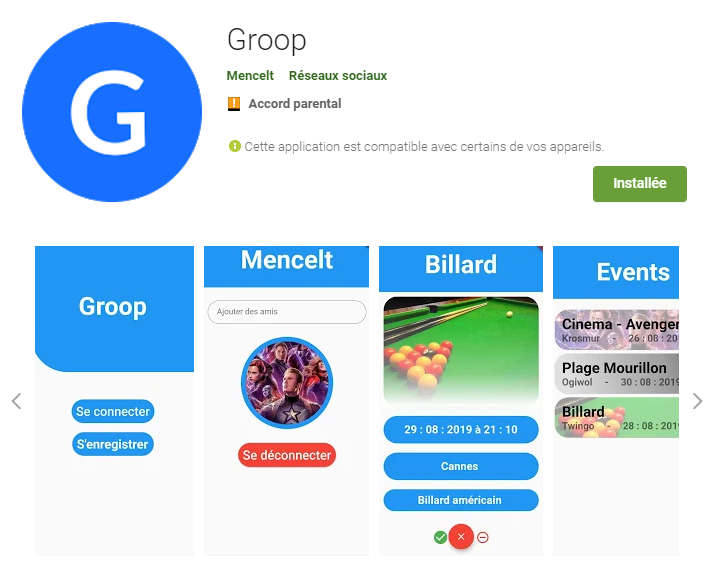 G
Groop
Mencelt Réseaux sociaux
! Accord parental
Cette application est compatible avec certains de vos appareils.
Installée
Groop
Se connecter
S'enregistrer
Mencelt
Ajouter des amis
Se déconnecter
Billard
29 : 08 : 2019 à 21 : 10
Cannes
Billard américain
Events
Cinema - Avenger
Krosmur - 26 : 08 : 20
Plage Mourillon
Ogiwol - 30 : 08 : 2019
Billard
Twingo 28 : 08 : 201